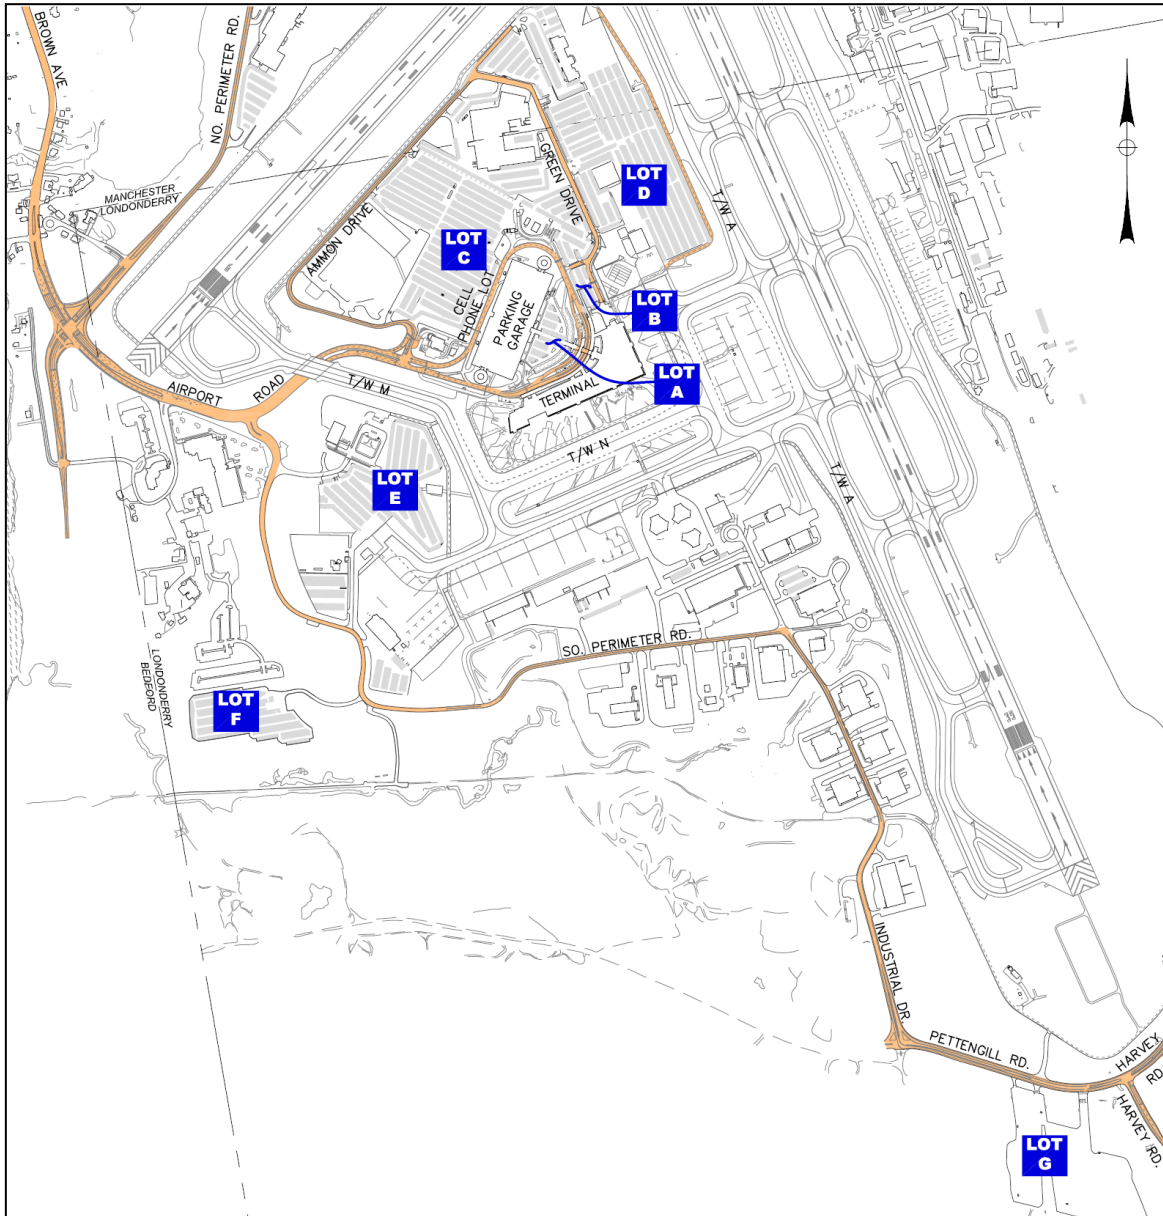 BROWN AVE
NO. PERIMETER RD.
MANCHESTER
LONDONDERRY
GREEN DRIVE
LOT
D
T/W A
AMMON DRIVE
LOT
C
CELL
PHONE LOT
PARKING
GARAGE
LOT
B
LOT
A
TERMINAL
AIRPORT ROAD
T/W M
T/W N
T/W A
LOT
E
SO. PERIMETER RD.
LONDONDERRY
BEDFORD
LOT
F
35
INDUSTRIAL DR.
PETTENGILL RD.
HARVEY
RD.
HARVEY RD.
LOT
G